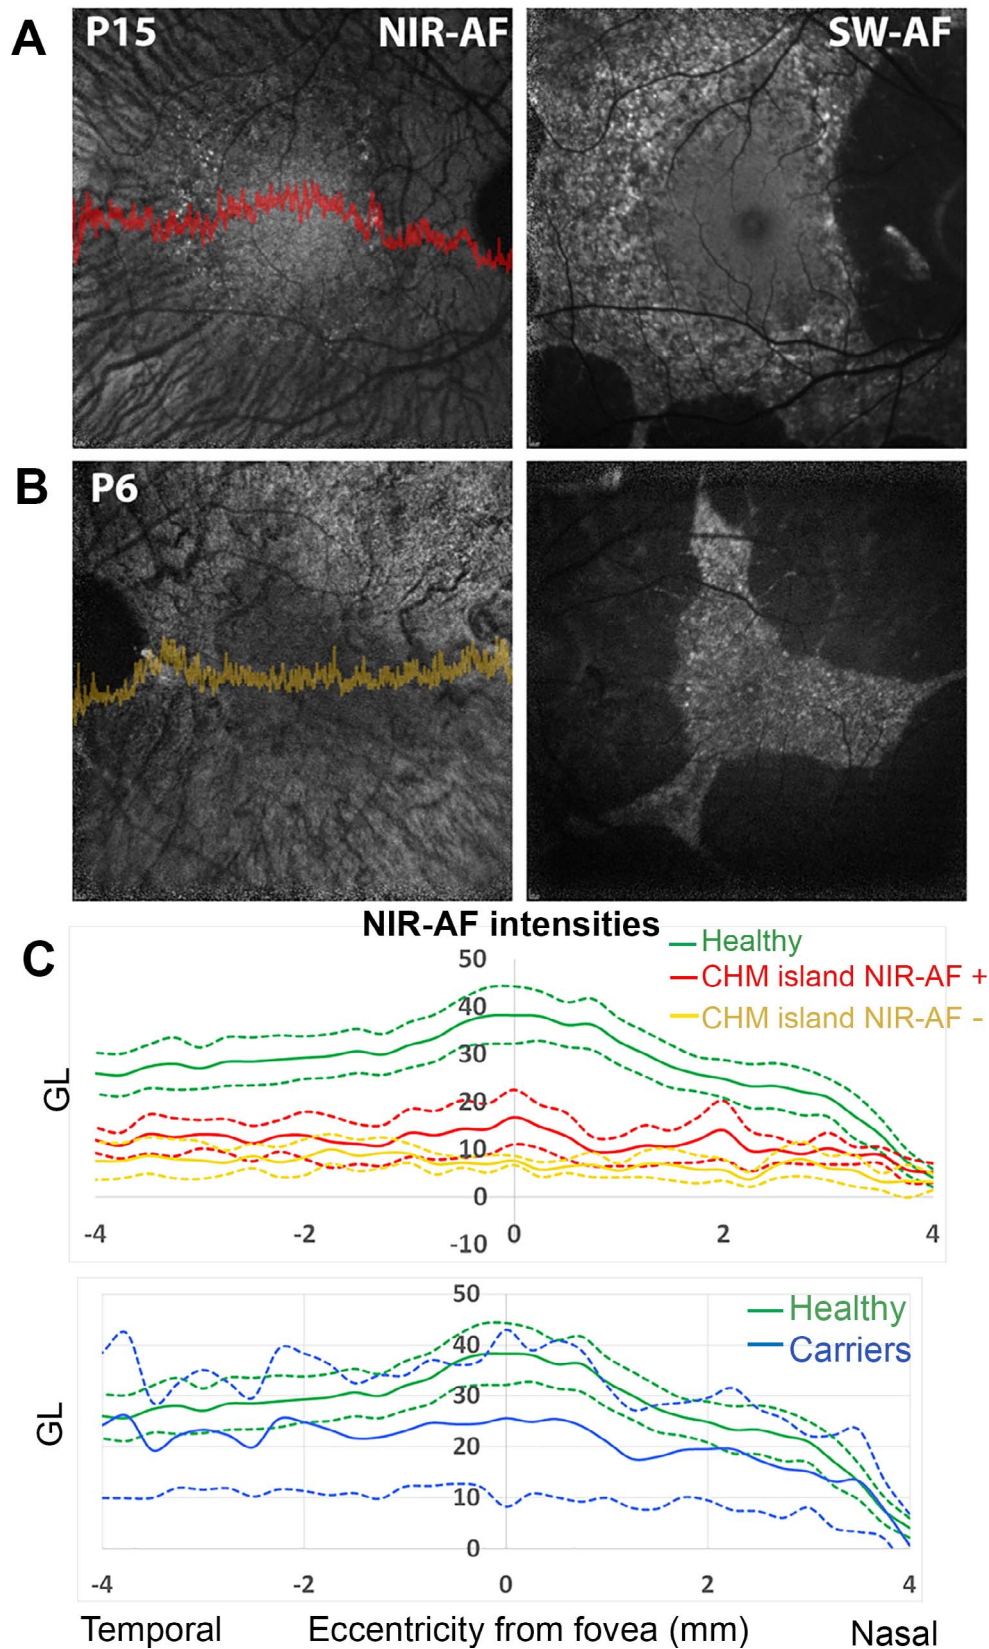 A
P15
NIR-AF
SW-AF
B
P6
NIR-AF intensities
C
Healthy
CHM island NIR-AF +
CHM island NIR-AF -
50
40
30
20
10
0
-10
GL
-4
-2
0
2
4
Healthy
Carriers
50
40
30
20
10
0
GL
-4
-2
0
2
4
Temporal
Eccentricity from fovea (mm)
Nasal